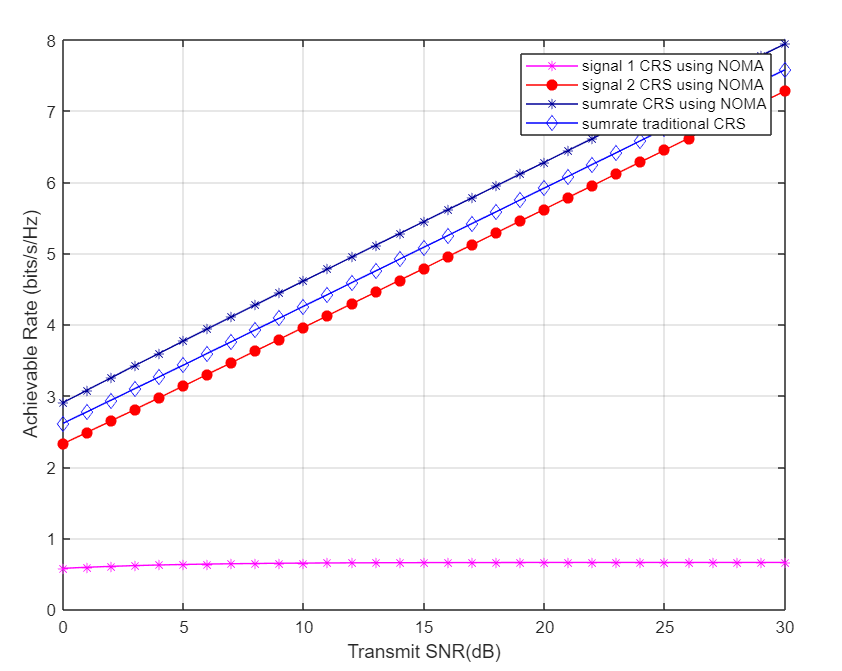 8
7
6
5
4
3
2
1
0
Achievable Rate (bits/s/Hz)
signal 1 CRS using NOMA
signal 2 CRS using NOMA
sumrate CRS using NOMA
sumrate traditional CRS
0 5 10 15 20 25 30
Transmit SNR(dB)